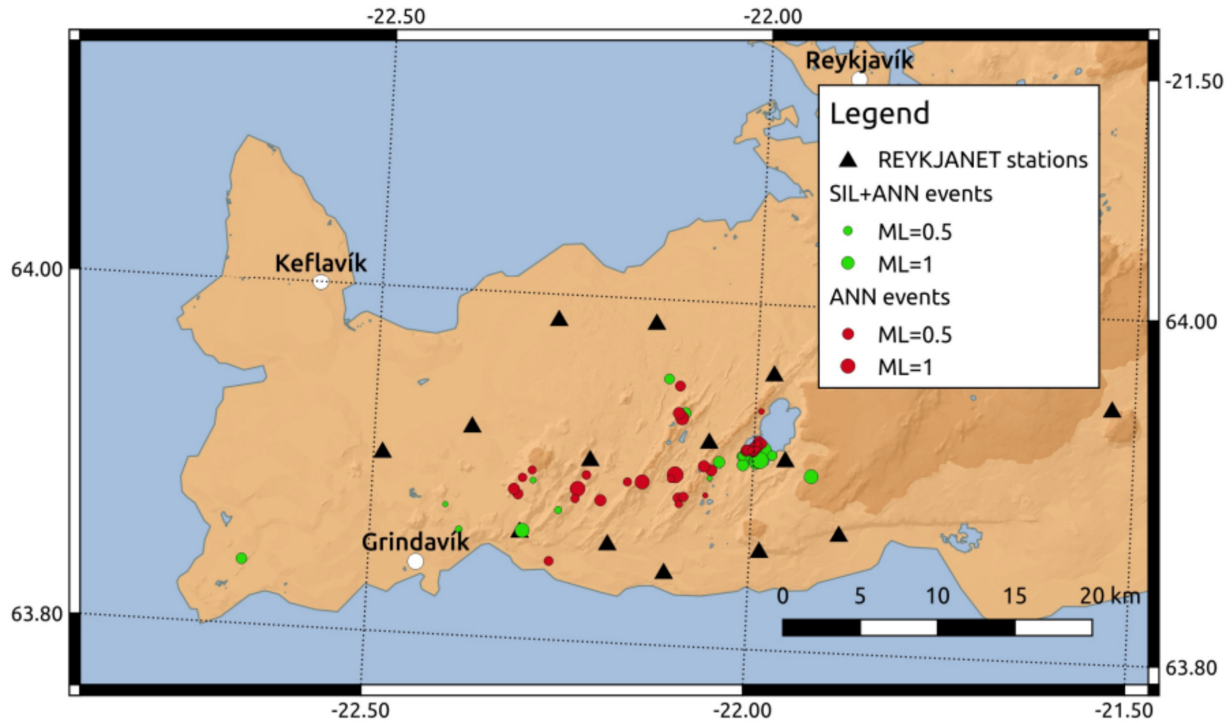 -22.50 -22.00
Reykjavík
-21.50
Legend
REYKJANET stations
SIL+ANN events
ML=0.5
ML=1
ANN events
ML=0.5
ML=1
64.00
Keflavík
64.00
Grindavík
0 5 10 15 20 km
63.80
63.80
-22.50 -22.00 -21.50